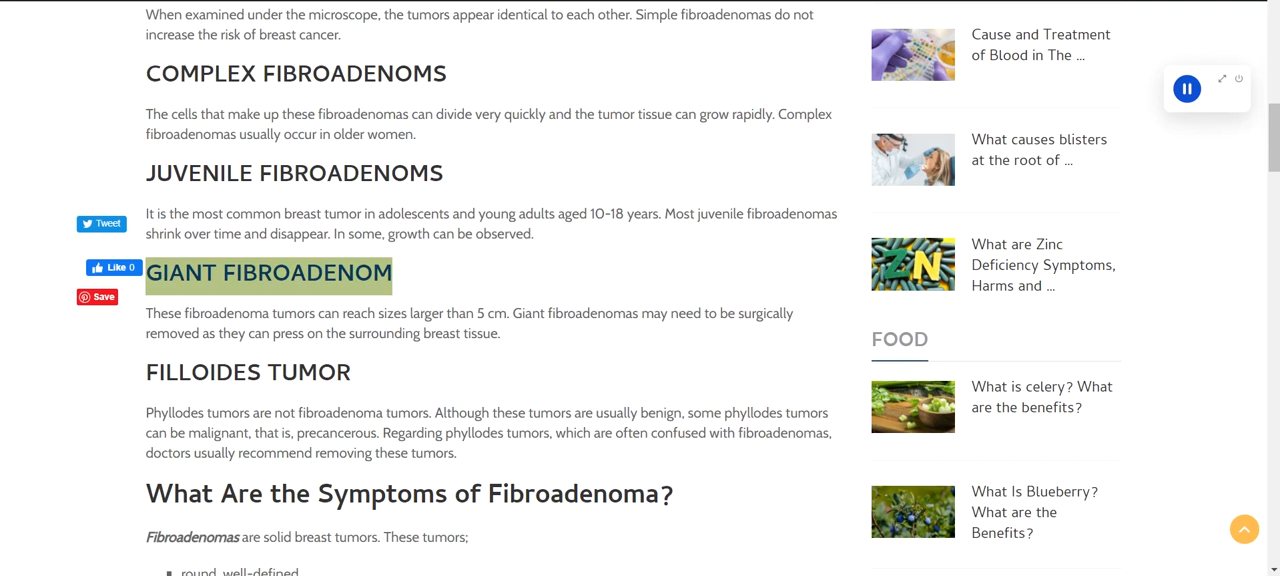 When examined under the microscope, the tumors appear identical to each other. Simple fibroadenomas do not
increase the risk of breast cancer.
COMPLEX FIBROADENOMS
The cells that make up these fibroadenomas can divide very quickly and the tumor tissue can grow rapidly. Complex
fibroadenomas usually occur in older women.
JUVENILE FIBROADENOMS
It is the most common breast tumor in adolescents and young adults aged 10-18 years. Most juvenile fibroadenomas
shrink over time and disappear. In some, growth can be observed.
GIANT FIBROADENOM
These fibroadenoma tumors can reach sizes larger than 5 cm. Giant fibroadenomas may need to be surgically
removed as they can press on the surrounding breast tissue.
FILLOIDES TUMOR
Phyllodes tumors are not fibroadenoma tumors. Although these tumors are usually benign, some phyllodes tumors
can be malignant, that is, precancerous. Regarding phyllodes tumors, which are often confused with fibroadenomas,
doctors usually recommend removing these tumors.
What Are the Symptoms of Fibroadenoma?
Fibroadenomas are solid breast tumors. These tumors;
round, well-defined
Tweet
Like 0
Save
Cause and Treatment
of Blood in The ...
What causes blisters
at the root of ...
ZN
What are Zinc
Deficiency Symptoms,
Harms and ...
FOOD
What is celery? What
are the benefits?
What Is Blueberry?
What are the
Benefits?